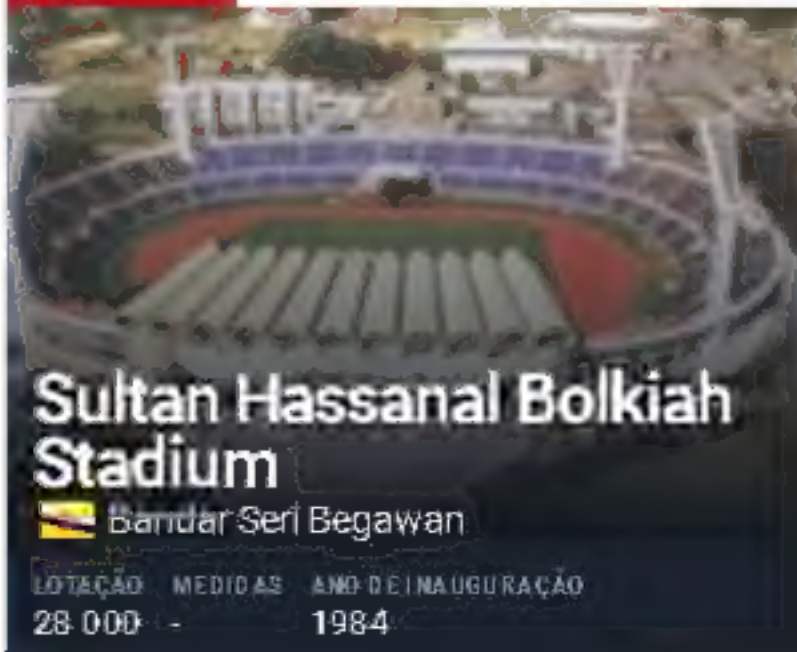 Sultan Hassanal Bolkiah
Stadium
Bandar Seri Begawan
LOTAÇÃO MEDIDAS ANO DE INAUGURAÇÃO
28 000 - 1984